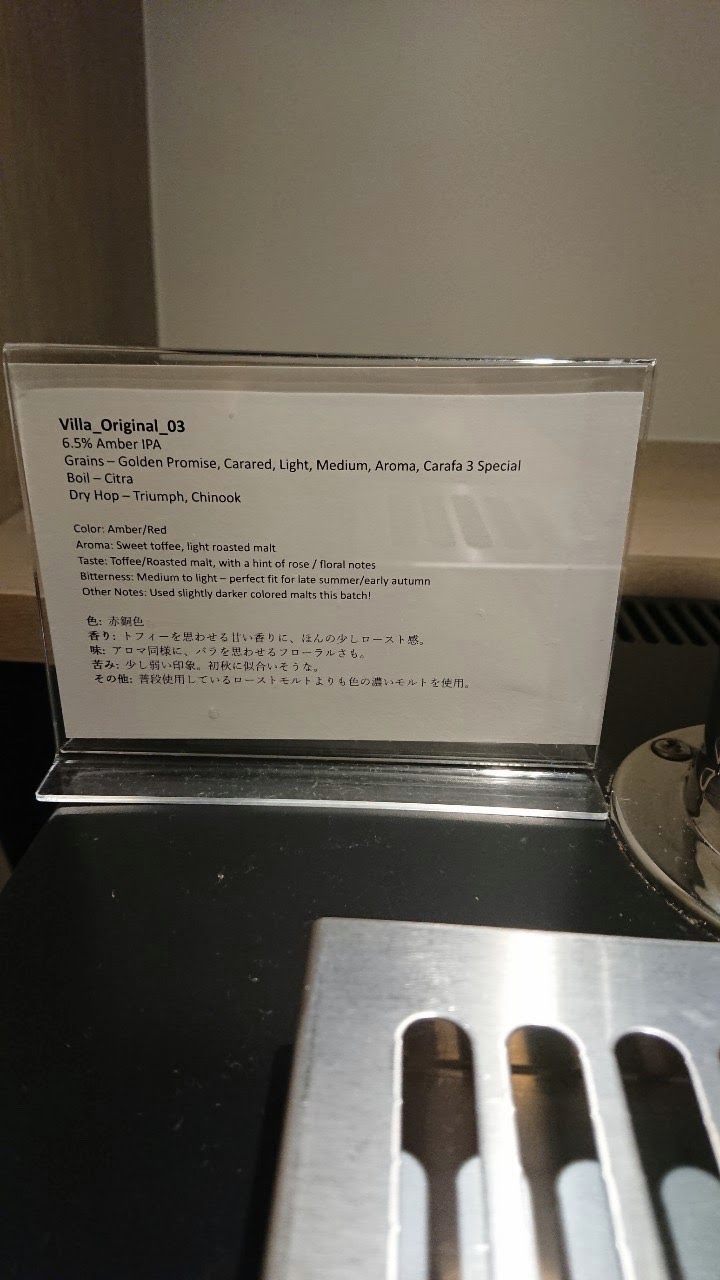 Villa_Original_03
6.5% Amber IPA
Grains – Golden Promise, Carared, Light, Medium, Aroma, Carafa 3 Special
Boil – Citra
Dry Hop – Triumph, Chinook
Color: Amber/Red
Aroma: Sweet toffee, light roasted malt
Taste: Toffee/Roasted malt, with a hint of rose / floral notes
Bitterness: Medium to light – perfect fit for late summer/early autumn
Other Notes: Used slightly darker colored malts this batch!
色: 赤銅色
香り: トフィーを思わせる甘い香りに、ほんの少しロースト感。
味: アロマ同様に、バラを思わせるフローラルさも。
苦み: 少し弱い印象。初秋に似合いそうな。
その他: 普段使用しているローストモルトよりも色の濃いモルトを使用。